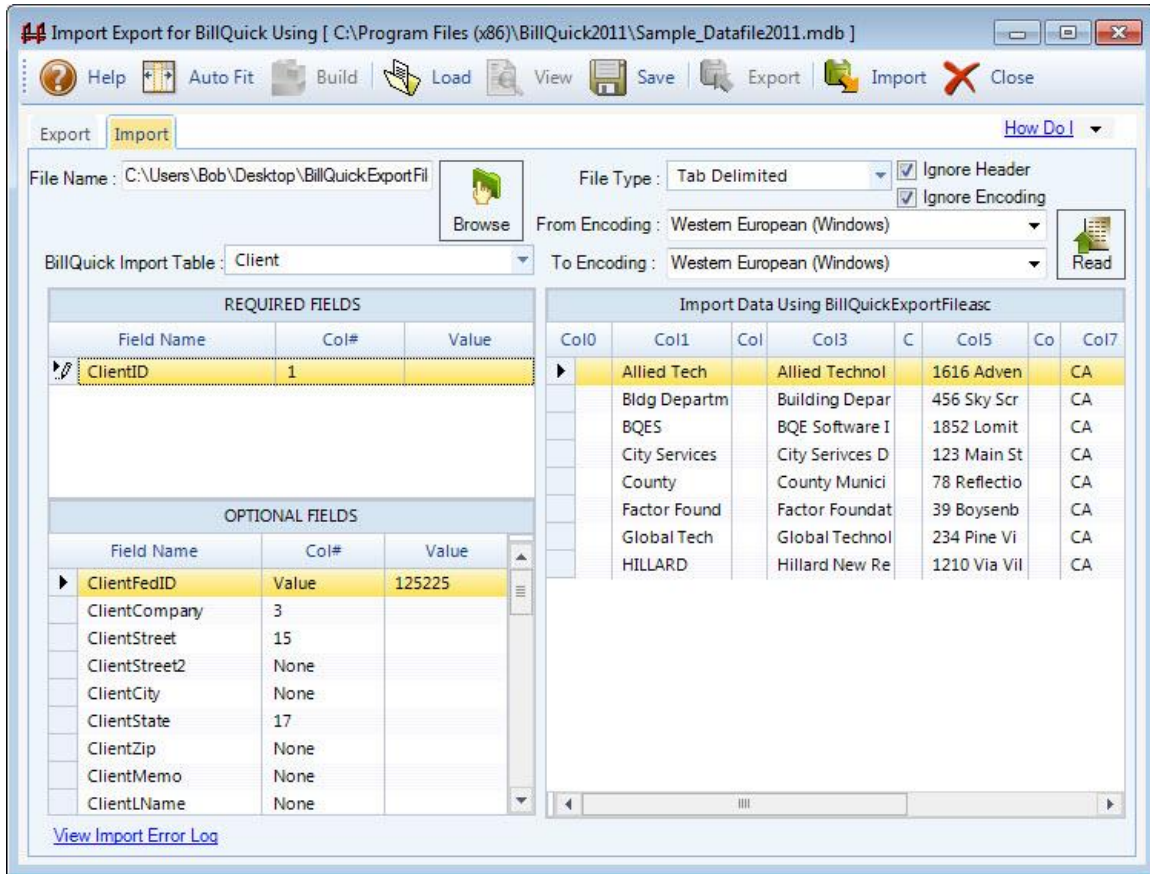 Import Export for BillQuick Using [ C:\Program Files (x86)\BillQuick2011\Sample_Datafile2011.mdb ]
Help Auto Fit Build Load View Save Export Import Close
Export Import How Do I
File Name : C:\Users\Bob\Desktop\BillQuickExportFil
Browse
File Type : Tab Delimited
Ignore Header
Ignore Encoding
From Encoding : Western European (Windows)
To Encoding : Western European (Windows)
Read
BillQuick Import Table : Client
REQUIRED FIELDS
Field Name Col# Value
ClientID 1
OPTIONAL FIELDS
Field Name Col# Value
ClientFedID Value 125225
ClientCompany 3
ClientStreet 15
ClientStreet2 None
ClientCity None
ClientState 17
ClientZip None
ClientMemo None
ClientLName None
View Import Error Log
Import Data Using BillQuickExportFile.asc
Col0 Col1 Col Col3 C Col5 Co Col7
Allied Tech Allied Technol 1616 Adven CA
Bldg Departm Building Depar 456 Sky Scr CA
BQES BQE Software I 1852 Lomit CA
City Services City Serivces D 123 Main St CA
County County Munici 78 Reflectio CA
Factor Found Factor Foundat 39 Boysenb CA
Global Tech Global Technol 234 Pine Vi CA
HILLARD Hillard New Re 1210 Via Vil CA